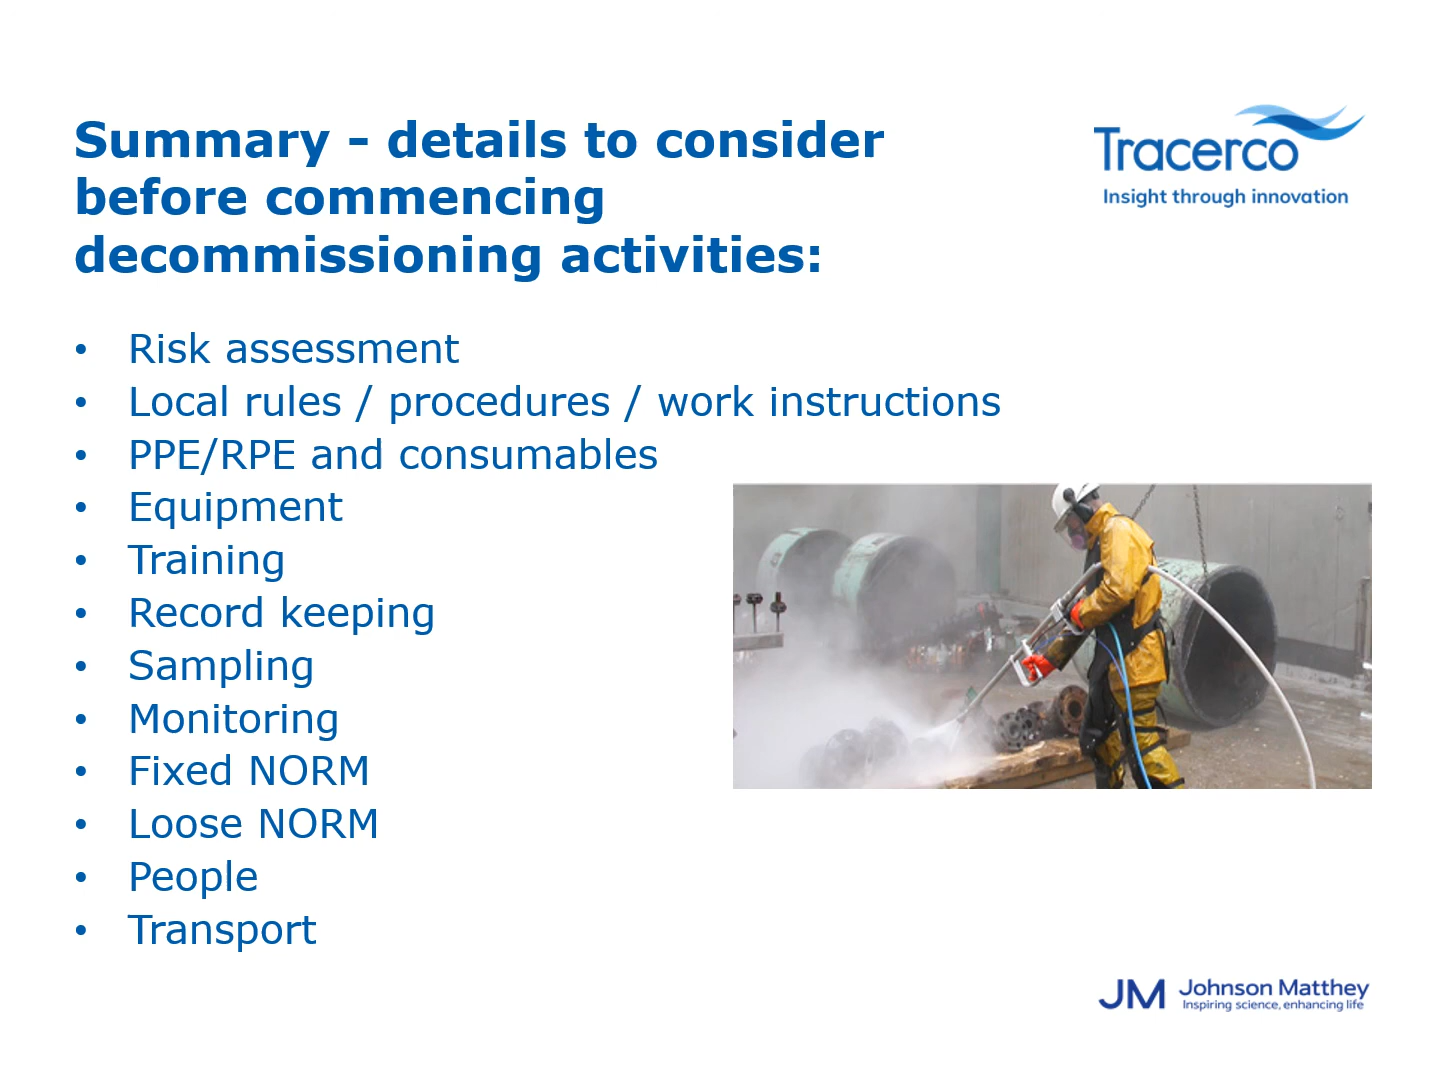 Summary - details to consider
before commencing
decommissioning activities:
Tracerco
Insight through innovation
• Risk assessment
• Local rules / procedures / work instructions
• PPE/RPE and consumables
• Equipment
• Training
• Record keeping
• Sampling
• Monitoring
• Fixed NORM
• Loose NORM
• People
• Transport
JM Johnson Matthey
Inspiring science, enhancing life